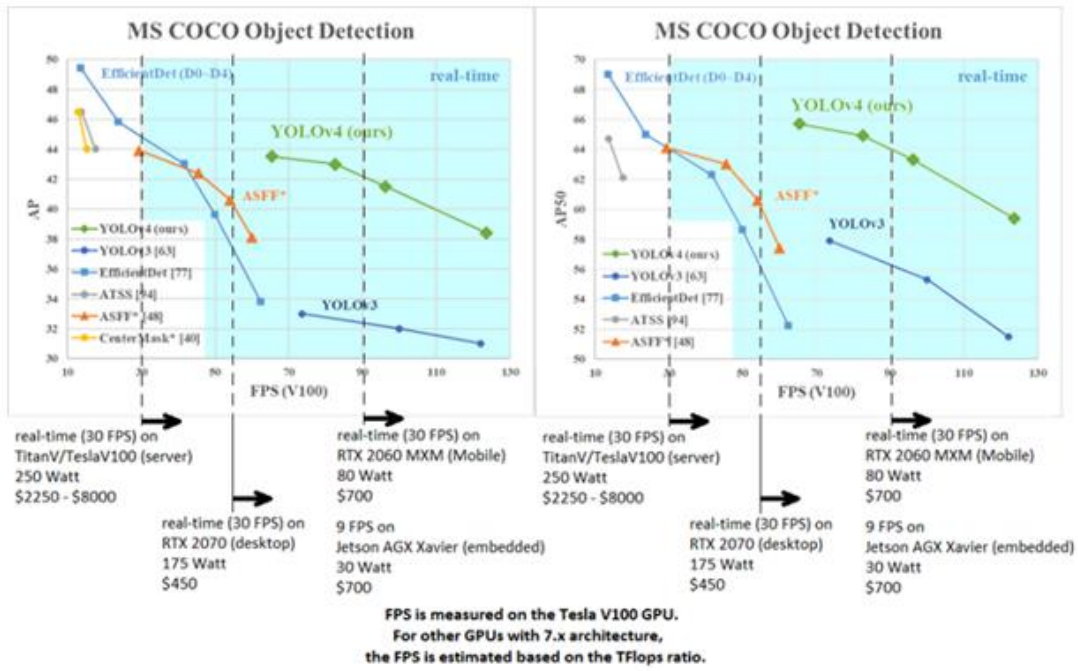 MS COCO Object Detection
50
48
46
44
42
40
38
36
34
32
30
AP
EfficientDet (D0~D4)
real-time
YOLOv4 (ours)
ASFF*
YOLOv3
YOLOv4 (ours)
YOLOv3 [63]
EfficientDet [77]
ATSS [94]
ASFF* [48]
CenterMask* [40]
10 30 50 70 90 110 130
FPS (V100)
MS COCO Object Detection
70
68
66
64
62
60
58
56
54
52
50
AP50
EfficientDet (D0~D4)
real-time
YOLOv4 (ours)
ASFF*
YOLOv3
YOLOv4 (ours)
YOLOv3 [63]
EfficientDet [77]
ATSS [94]
ASFF* [48]
10 30 50 70 90 110 130
FPS (V100)
real-time (30 FPS) on
TitanV/TeslaV100 (server)
250 Watt
$2250 - $8000
real-time (30 FPS) on
RTX 2070 (desktop)
175 Watt
$450
real-time (30 FPS) on
RTX 2060 MXM (Mobile)
80 Watt
$700
9 FPS on
Jetson AGX Xavier (embedded)
30 Watt
$700
real-time (30 FPS) on
TitanV/TeslaV100 (server)
250 Watt
$2250 - $8000
real-time (30 FPS) on
RTX 2070 (desktop)
175 Watt
$450
real-time (30 FPS) on
RTX 2060 MXM (Mobile)
80 Watt
$700
9 FPS on
Jetson AGX Xavier (embedded)
30 Watt
$700
FPS is measured on the Tesla V100 GPU.
For other GPUs with 7.x architecture,
the FPS is estimated based on the TFlops ratio.